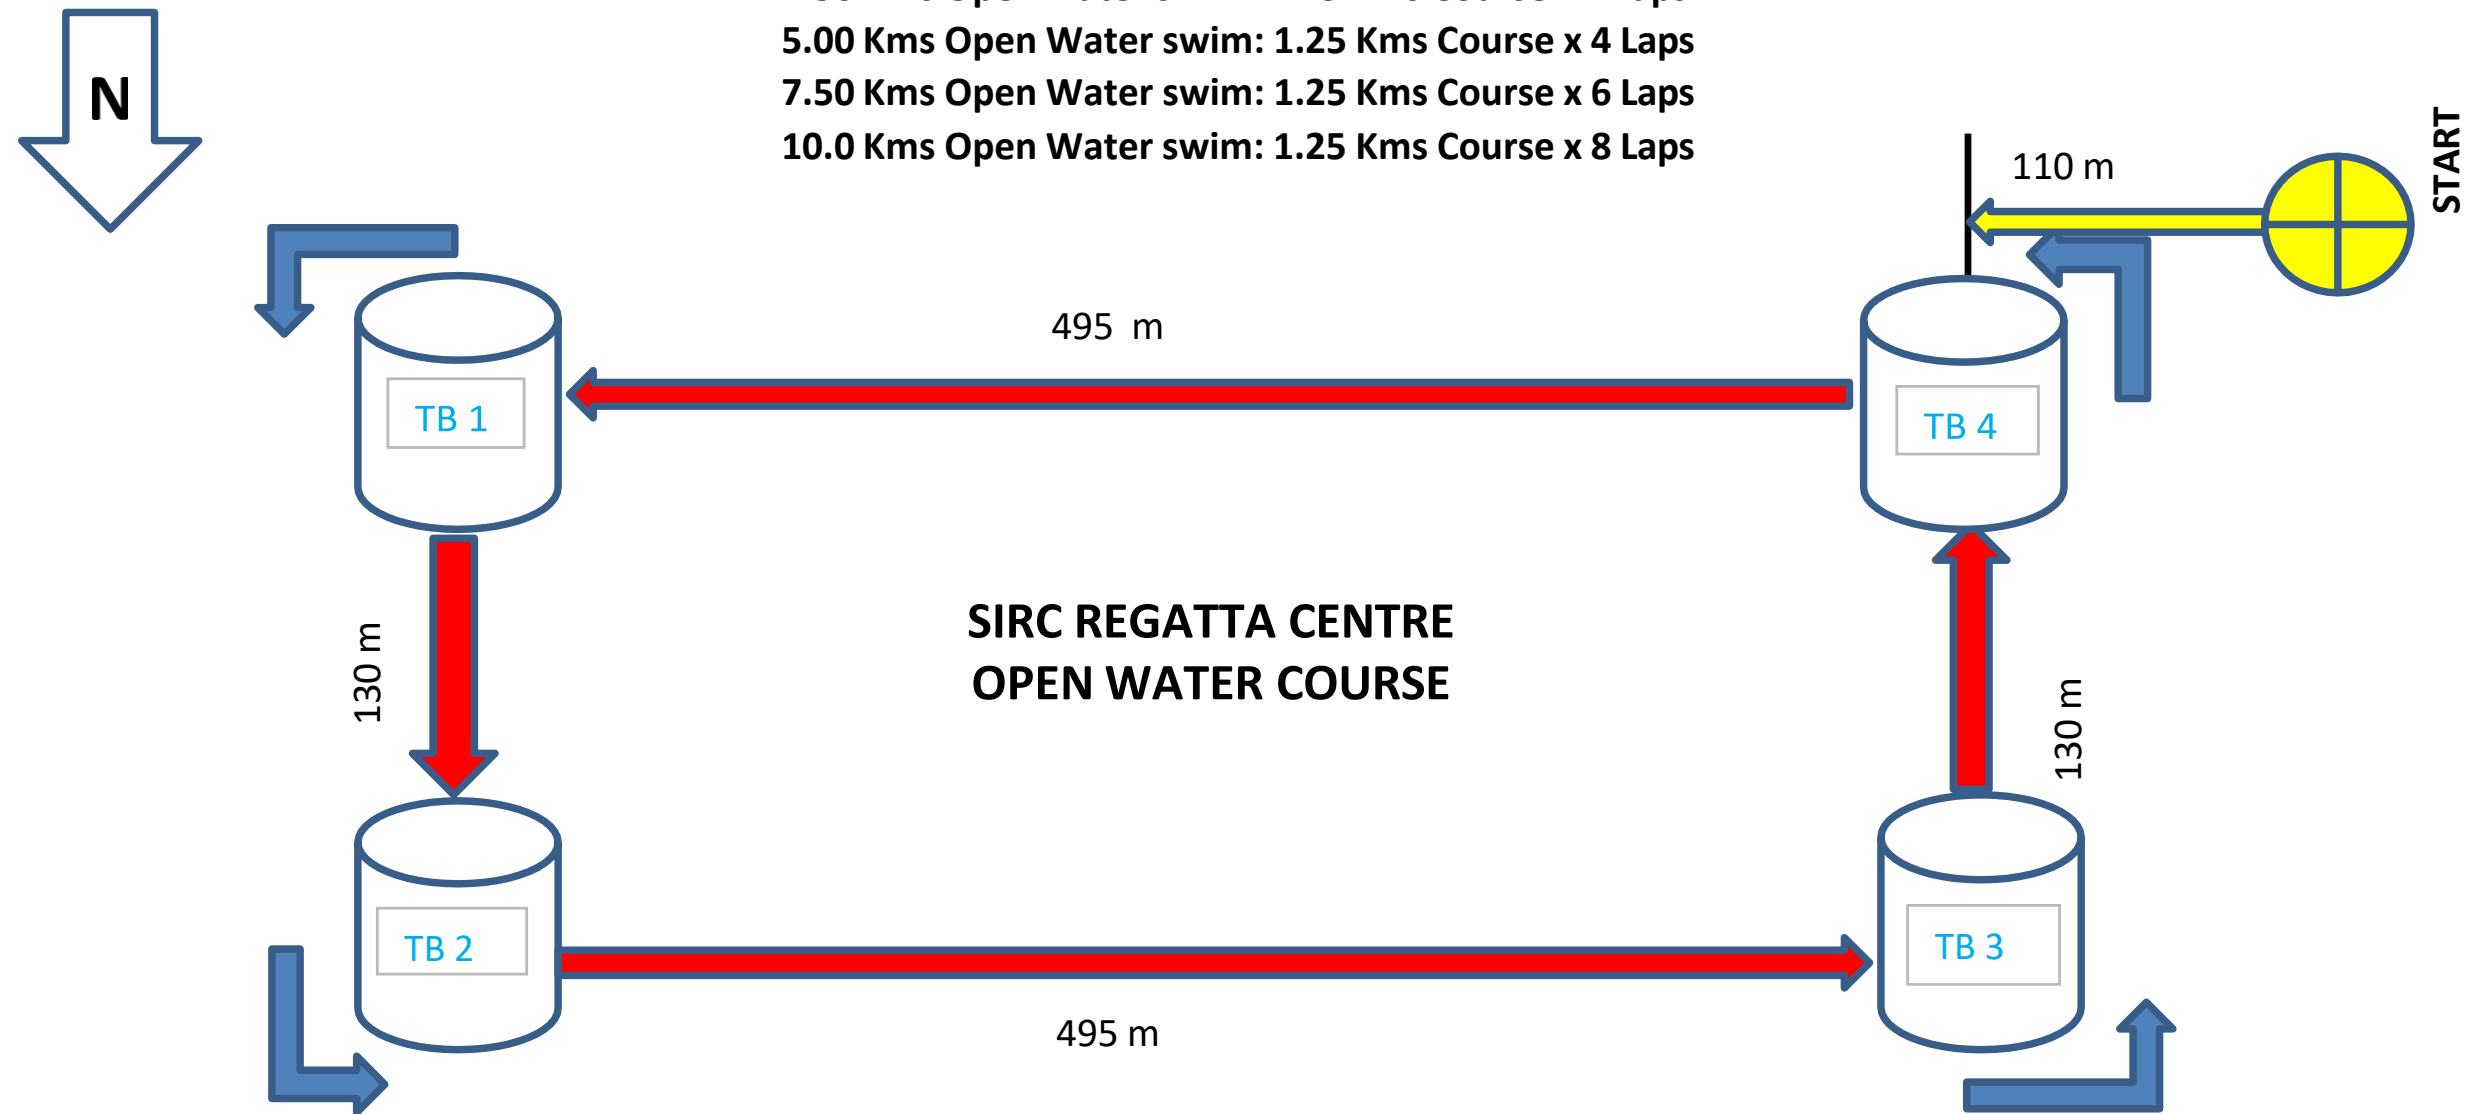 5.00 Kms Open Water swim: 1.25 Kms Course x 4 Laps
7.50 Kms Open Water swim: 1.25 Kms Course x 6 Laps
10.0 Kms Open Water swim: 1.25 Kms Course x 8 Laps
N
START
110 m
495 m
TB 1
TB 4
130 m
SIRC REGATTA CENTRE
OPEN WATER COURSE
130 m
TB 2
TB 3
495 m